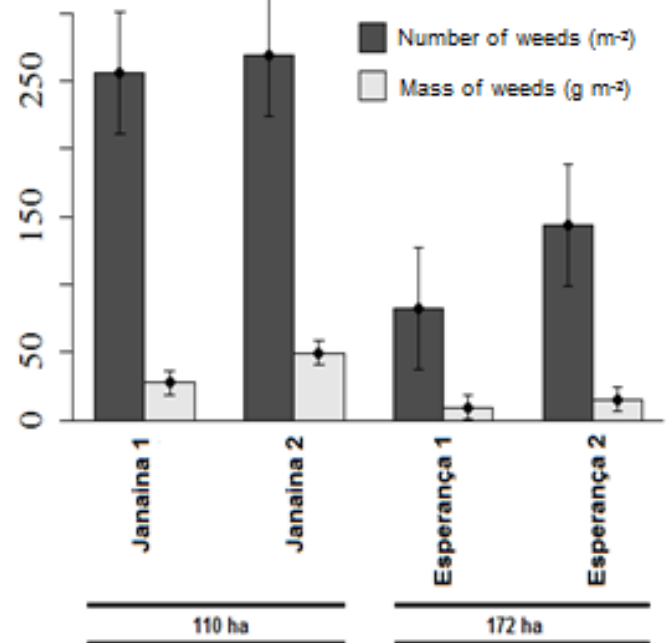 Number of weeds (m-²)
Mass of weeds (g m-²)
250
150
50
0
Janaina 1
Janaina 2
Esperança 1
Esperança 2
110 ha
172 ha